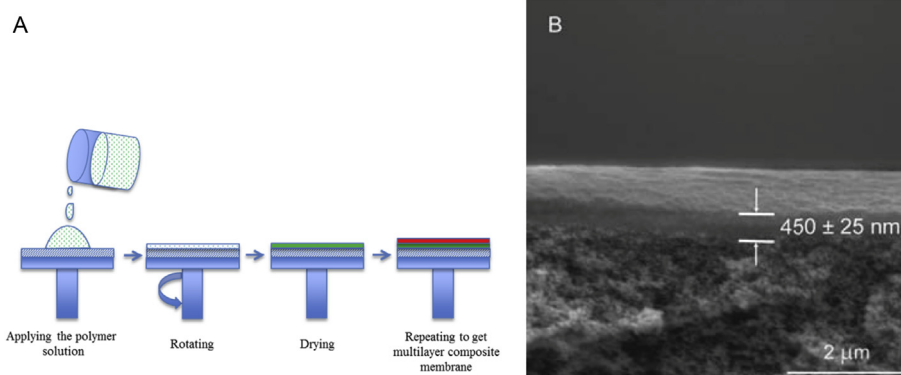 A
Applying the polymer
solution
Rotating
Drying
Repeating to get
multilayer composite
membrane
B
450 ± 25 nm
2 μm